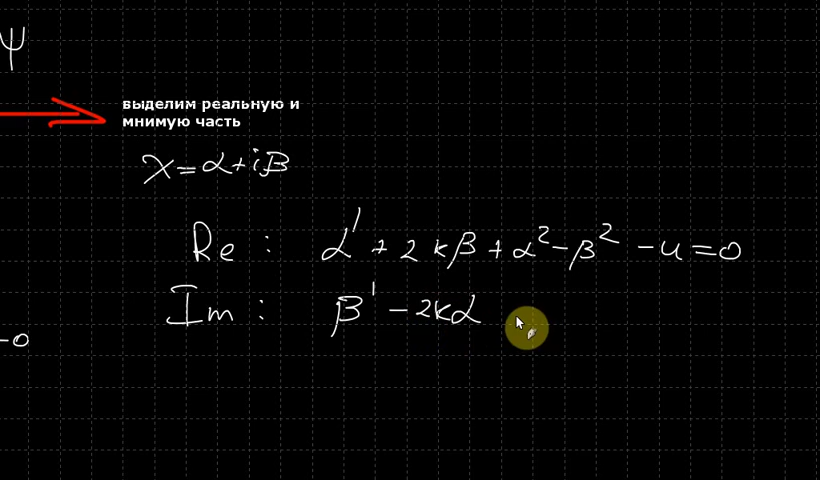 ψ
выделим реальную и
мнимую часть
χ = α + iβ
Re : α' + 2kβ + α² - β² - u = 0
Im : β' - 2kα
-0